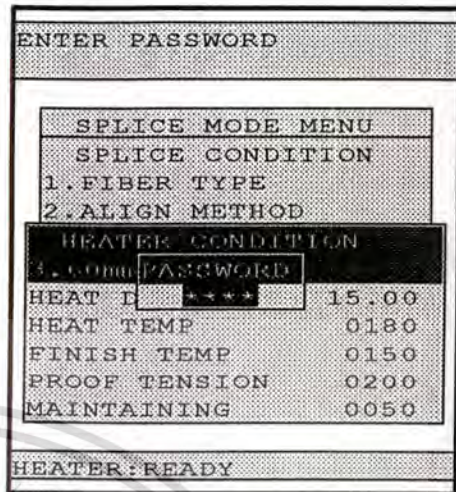 ENTER PASSWORD
SPLICE MODE MENU
SPLICE CONDITION
1.FIBER TYPE
2.ALIGN METHOD
HEATER CONDITION
PASSWORD
****
HEAT D 15.00
HEAT TEMP 0180
FINISH TEMP 0150
PROOF TENSION 0200
MAINTAINING 0050
HEATER:READY